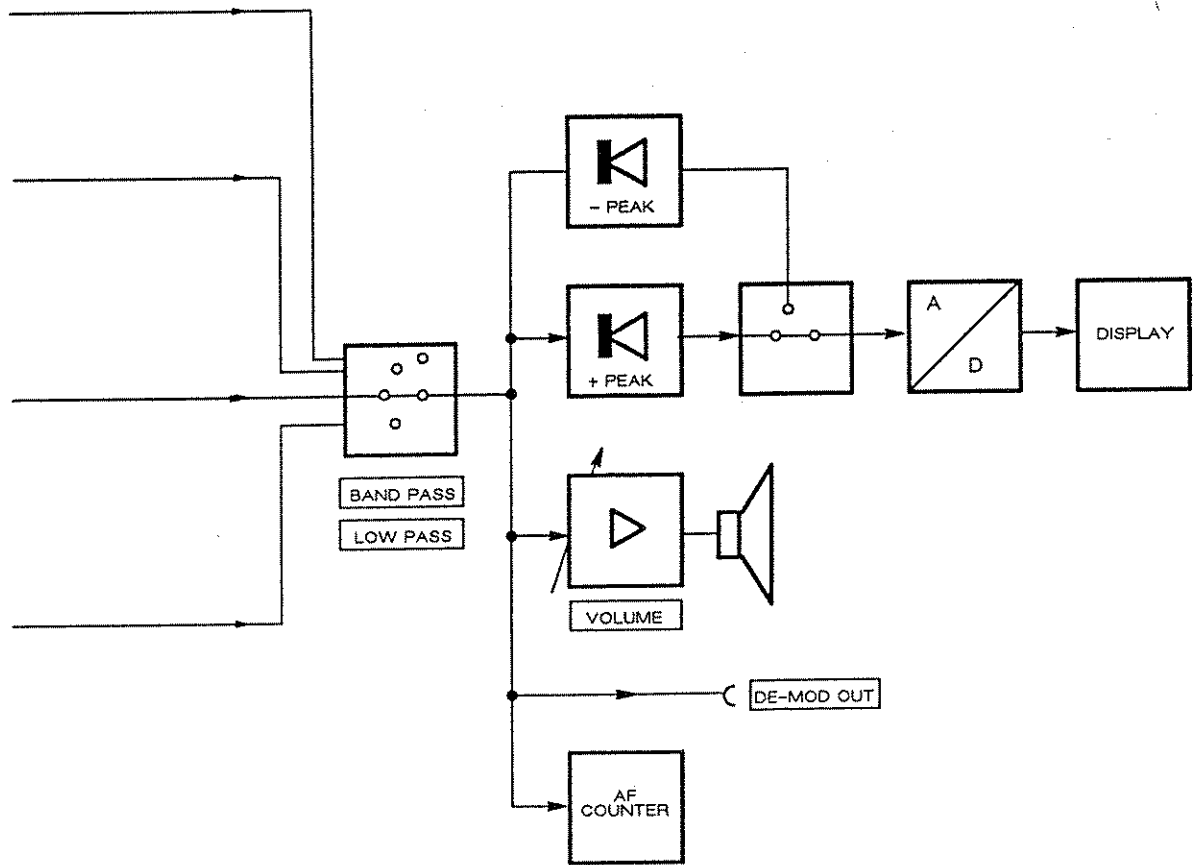 − PEAK
+ PEAK
A
D
DISPLAY
BAND PASS
LOW PASS
VOLUME
DE-MOD OUT
AF
COUNTER